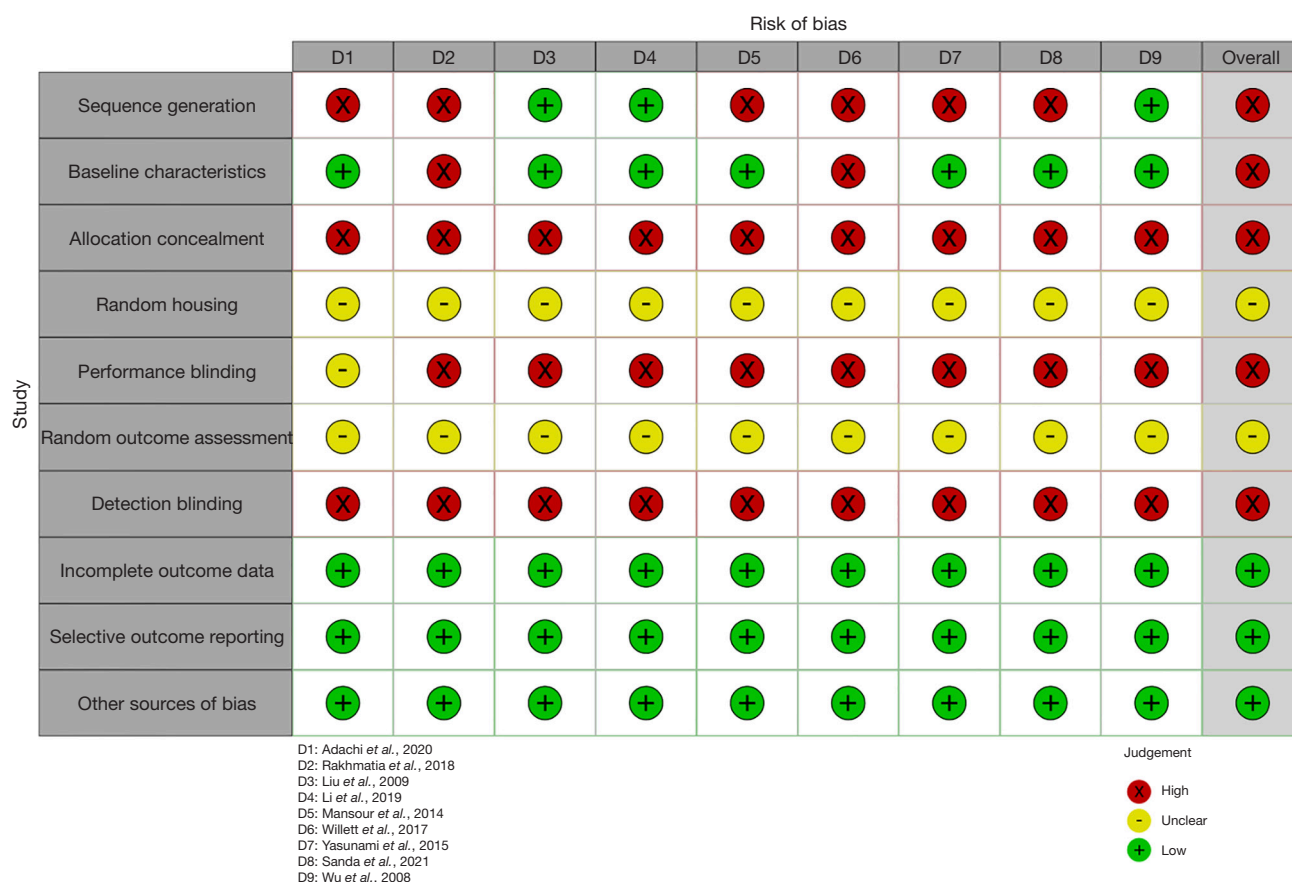 Risk of bias
D1 D2 D3 D4 D5 D6 D7 D8 D9 Overall
Study
Sequence generation X X + + X X X X + X
Baseline characteristics + X + + + X + + + X
Allocation concealment X X X X X X X X X X
Random housing - - - - - - - - - -
Performance blinding - X X X X X X X X X
Random outcome assessment - - - - - - - - - -
Detection blinding X X X X X X X X X X
Incomplete outcome data + + + + + + + + + +
Selective outcome reporting + + + + + + + + + +
Other sources of bias + + + + + + + + + +
D1: Adachi et al., 2020
D2: Rakhmatia et al., 2018
D3: Liu et al., 2009
D4: Li et al., 2019
D5: Mansour et al., 2014
D6: Willett et al., 2017
D7: Yasunami et al., 2015
D8: Sanda et al., 2021
D9: Wu et al., 2008
Judgement
X High
- Unclear
+ Low